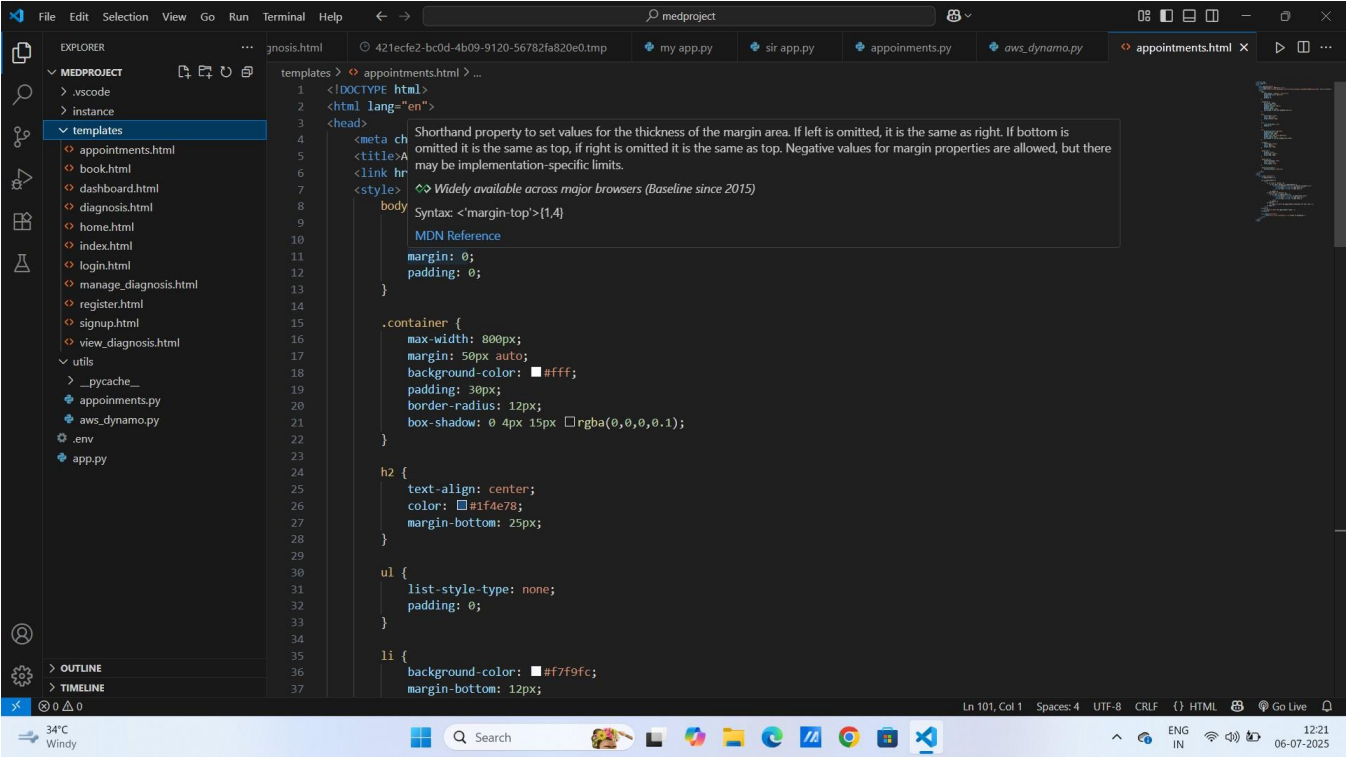 File Edit Selection View Go Run Terminal Help
medproject
EXPLORER
gnosis.html
421ecfe2-bc0d-4b09-9120-56782fa820e0.tmp
my app.py
sir app.py
appoinments.py
aws_dynamo.py
appointments.html
MEDPROJECT
.vscode
instance
templates
appointments.html
book.html
dashboard.html
diagnosis.html
home.html
index.html
login.html
manage_diagnosis.html
register.html
signup.html
view_diagnosis.html
utils
__pycache__
appoinments.py
aws_dynamo.py
.env
app.py
OUTLINE
TIMELINE
templates > appointments.html > ...
1 <!DOCTYPE html>
2 <html lang="en">
3 <head>
4 <meta ch
5 <title>A
6 <link hr
7 <style>
8 body
9
10
Shorthand property to set values for the thickness of the margin area. If left is omitted, it is the same as right. If bottom is
omitted it is the same as top, if right is omitted it is the same as top. Negative values for margin properties are allowed, but there
may be implementation-specific limits.
Widely available across major browsers (Baseline since 2015)
Syntax: <'margin-top'>{1,4}
MDN Reference
11 margin: 0;
12 padding: 0;
13 }
14
15 .container {
16 max-width: 800px;
17 margin: 50px auto;
18 background-color: #fff;
19 padding: 30px;
20 border-radius: 12px;
21 box-shadow: 0 4px 15px rgba(0,0,0,0.1);
22 }
23
24 h2 {
25 text-align: center;
26 color: #1f4e78;
27 margin-bottom: 25px;
28 }
29
30 ul {
31 list-style-type: none;
32 padding: 0;
33 }
34
35 li {
36 background-color: #f7f9fc;
37 margin-bottom: 12px;
0 0
Ln 101, Col 1 Spaces: 4 UTF-8 CRLF {} HTML Go Live
34°C
Windy
Search
ENG
IN
12:21
06-07-2025